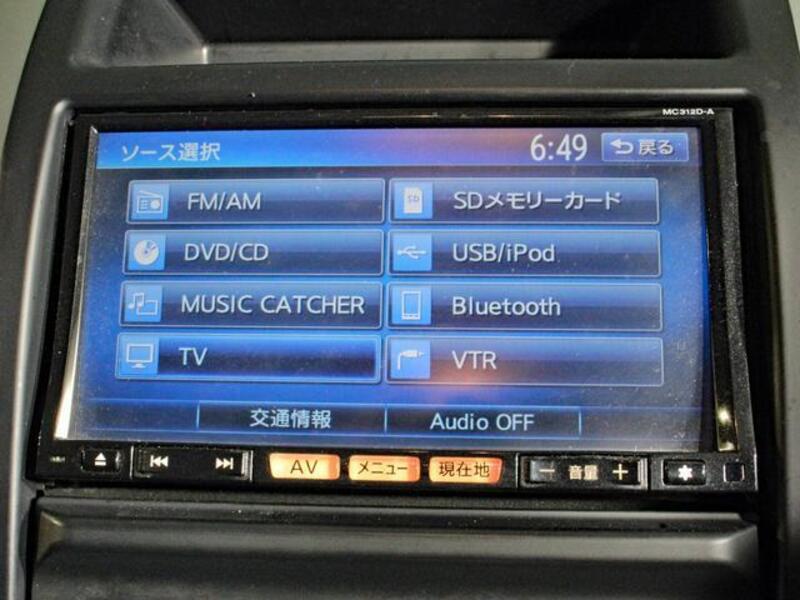 MC312D-A
ソース選択 6:49 戻る
FM/AM SDメモリーカード
SD
DVD/CD USB/iPod
MUSIC CATCHER Bluetooth
TV VTR
交通情報 Audio OFF
AV メニュー 現在地 － 音量 ＋